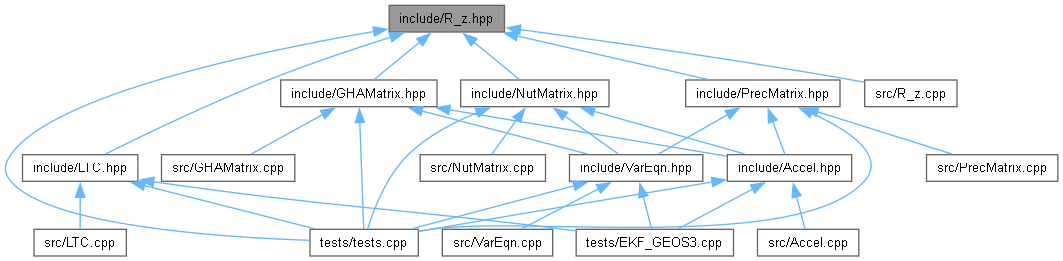 include/R_z.hpp
include/GHAMatrix.hpp
include/NutMatrix.hpp
include/PrecMatrix.hpp
src/R_z.cpp
include/LTC.hpp
src/GHAMatrix.cpp
src/NutMatrix.cpp
include/VarEqn.hpp
include/Accel.hpp
src/PrecMatrix.cpp
src/LTC.cpp
tests/tests.cpp
src/VarEqn.cpp
tests/EKF_GEOS3.cpp
src/Accel.cpp